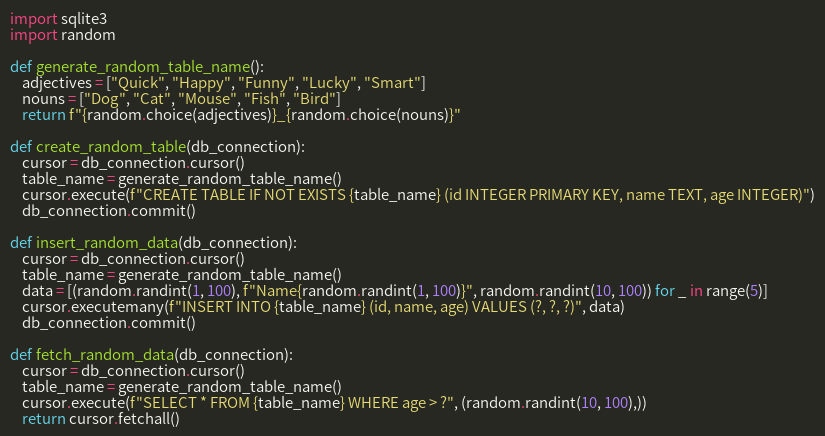 import sqlite3
import random
def generate_random_table_name():
adjectives = ["Quick", "Happy", "Funny", "Lucky", "Smart"]
nouns = ["Dog", "Cat", "Mouse", "Fish", "Bird"]
return f"{random.choice(adjectives)}_{random.choice(nouns)}"
def create_random_table(db_connection):
cursor = db_connection.cursor()
table_name = generate_random_table_name()
cursor.execute(f"CREATE TABLE IF NOT EXISTS {table_name} (id INTEGER PRIMARY KEY, name TEXT, age INTEGER)")
db_connection.commit()
def insert_random_data(db_connection):
cursor = db_connection.cursor()
table_name = generate_random_table_name()
data = [(random.randint(1, 100), f"Name{random.randint(1, 100)}", random.randint(10, 100)) for _ in range(5)]
cursor.executemany(f"INSERT INTO {table_name} (id, name, age) VALUES (?, ?, ?)", data)
db_connection.commit()
def fetch_random_data(db_connection):
cursor = db_connection.cursor()
table_name = generate_random_table_name()
cursor.execute(f"SELECT * FROM {table_name} WHERE age > ?", (random.randint(10, 100),))
return cursor.fetchall()